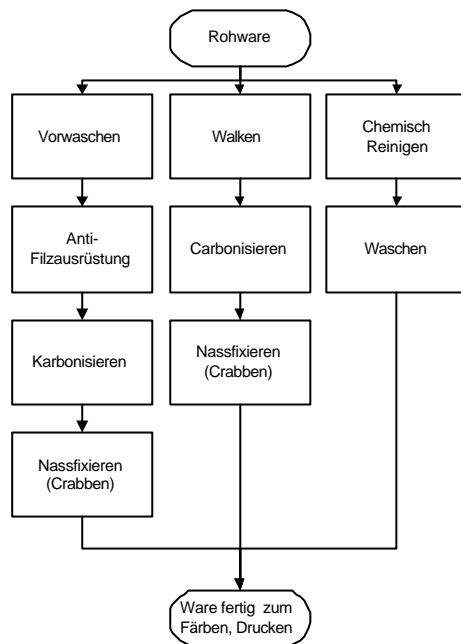 Rohware
Vorwaschen
Walken
Chemisch
Reinigen
Anti-
Filzausrüstung
Carbonisieren
Waschen
Karbonisieren
Nassfixieren
(Crabben)
Nassfixieren
(Crabben)
Ware fertig zum
Färben, Drucken